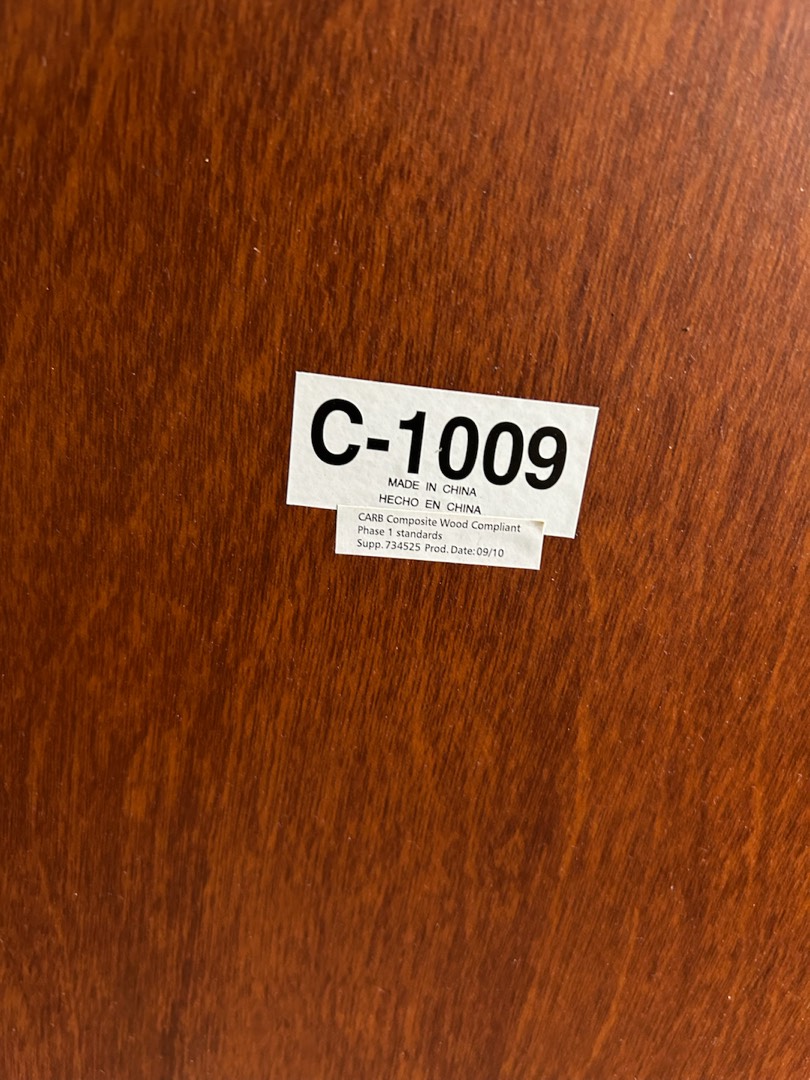 C-1009
MADE IN CHINA
HECHO EN CHINA
CARB Composite Wood Compliant
Phase 1 standards
Supp. 734525 Prod. Date: 09/10